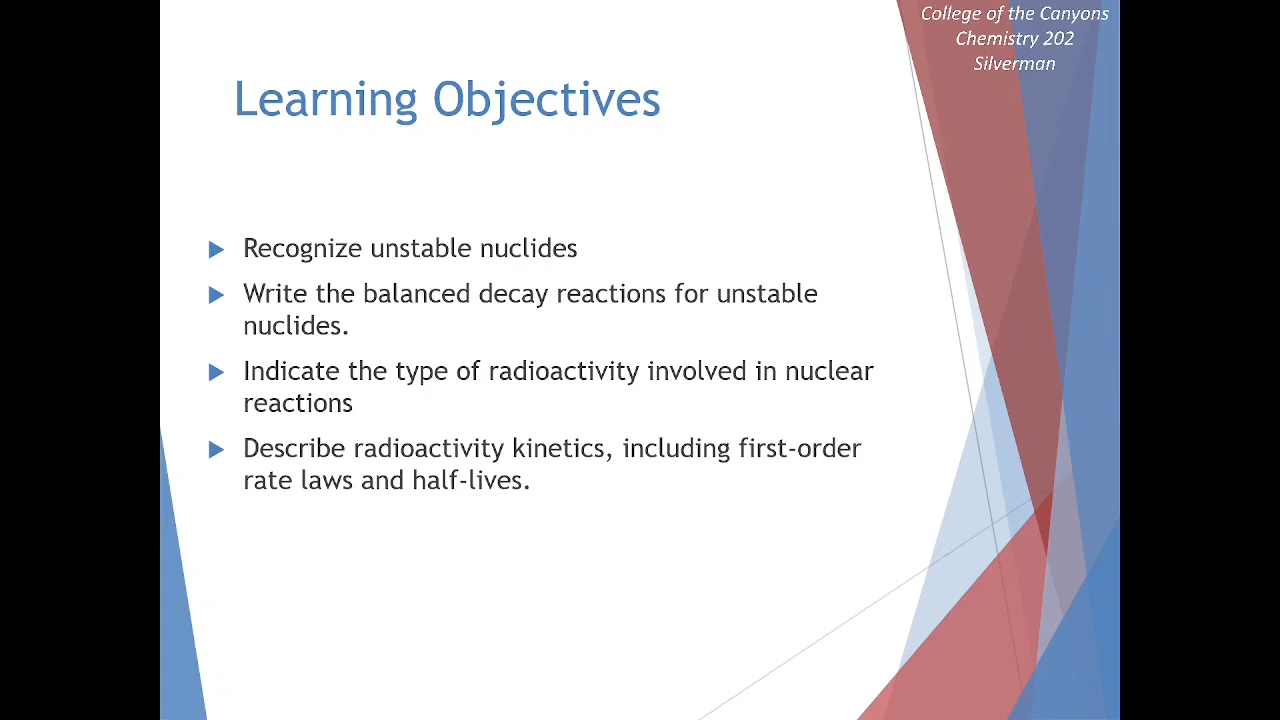 College of the Canyons
Chemistry 202
Silverman
Learning Objectives
Recognize unstable nuclides
Write the balanced decay reactions for unstable
nuclides.
Indicate the type of radioactivity involved in nuclear
reactions
Describe radioactivity kinetics, including first-order
rate laws and half-lives.